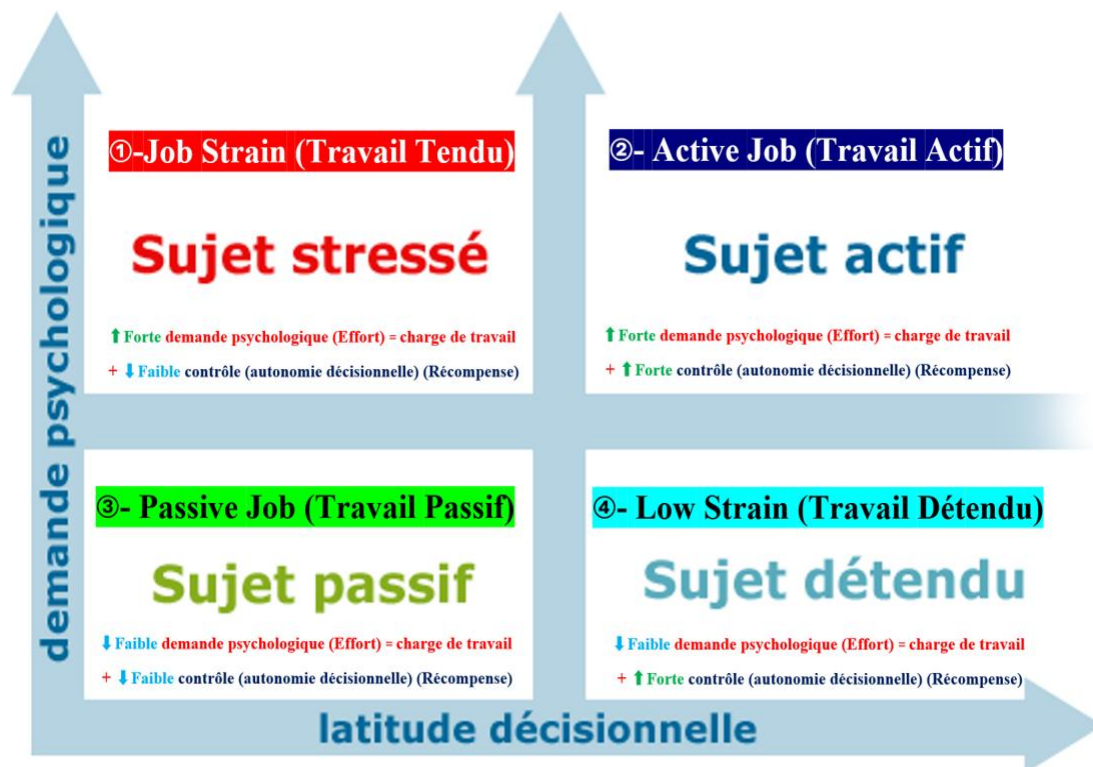 demande psychologique
①-Job Strain (Travail Tendu)
Sujet stressé
⬆Forte demande psychologique (Effort) = charge de travail
+ ⬇Faible contrôle (autonomie décisionnelle) (Récompense)
②- Active Job (Travail Actif)
Sujet actif
⬆Forte demande psychologique (Effort) = charge de travail
+ ⬆Forte contrôle (autonomie décisionnelle) (Récompense)
③- Passive Job (Travail Passif)
Sujet passif
⬇Faible demande psychologique (Effort) = charge de travail
+ ⬇Faible contrôle (autonomie décisionnelle) (Récompense)
④- Low Strain (Travail Détendu)
Sujet détendu
⬇Faible demande psychologique (Effort) = charge de travail
+ ⬆Forte contrôle (autonomie décisionnelle) (Récompense)
latitude décisionnelle